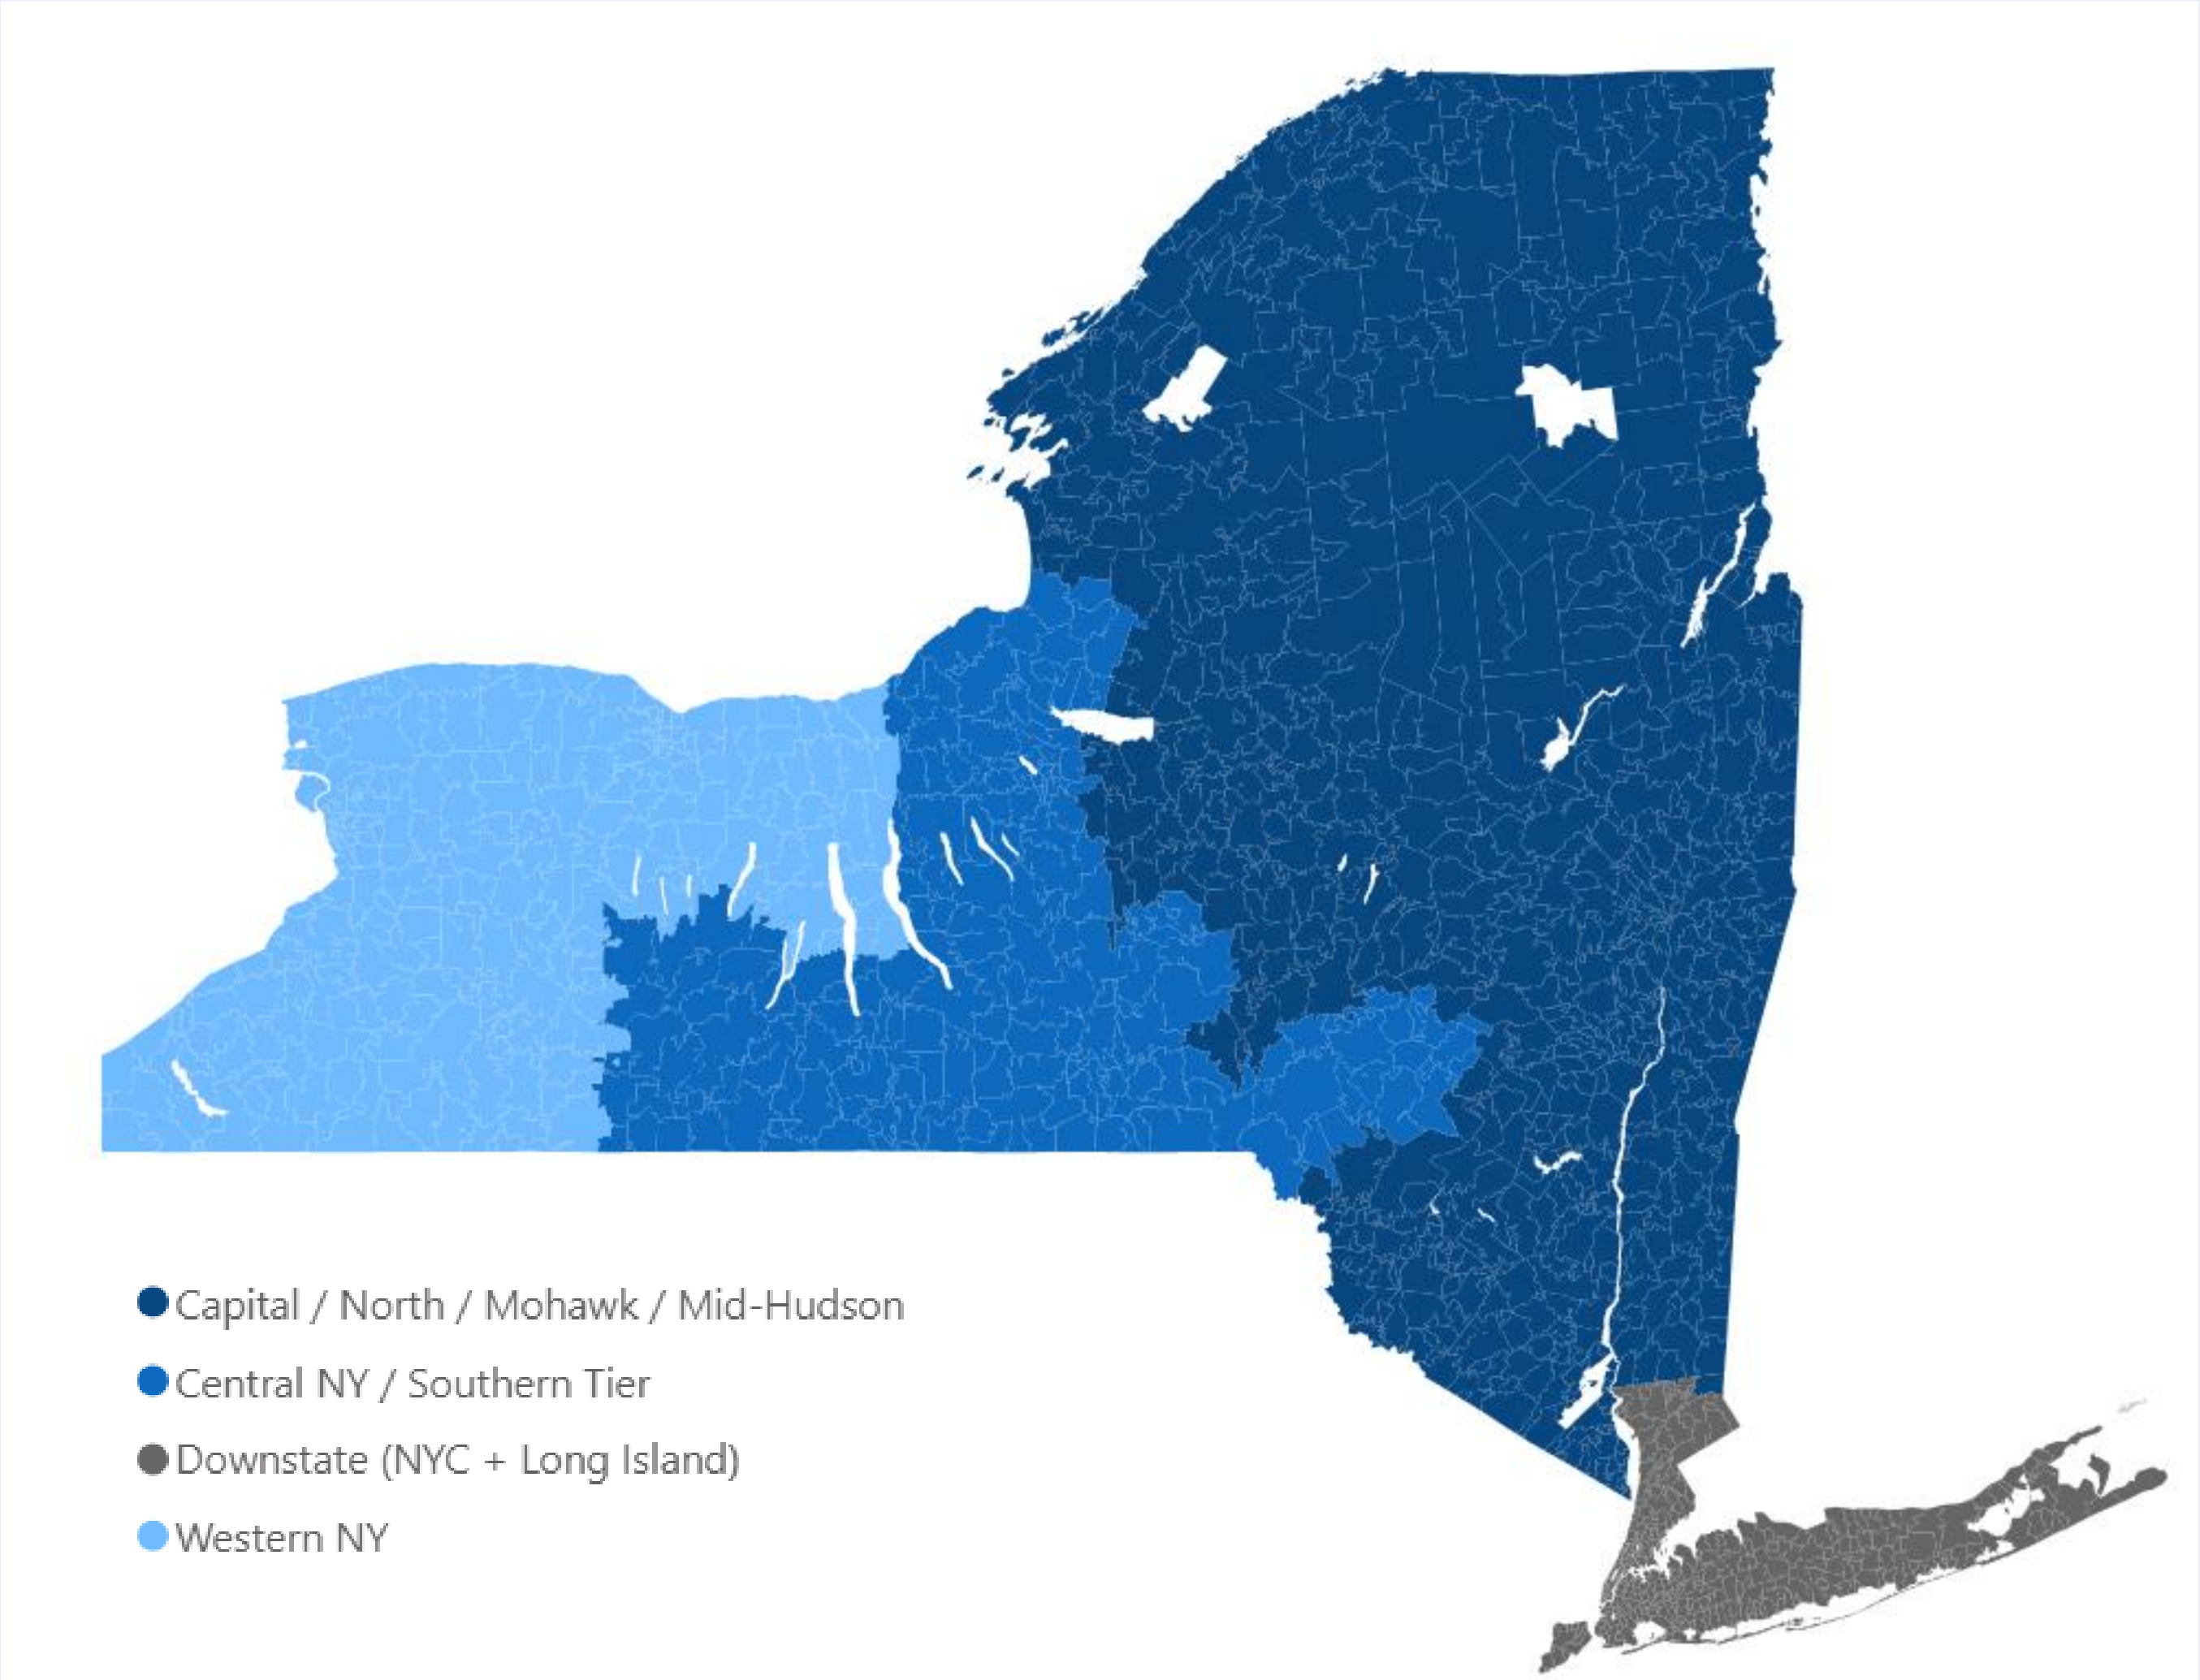 Capital / North / Mohawk / Mid-Hudson
Central NY / Southern Tier
Downstate (NYC + Long Island)
Western NY